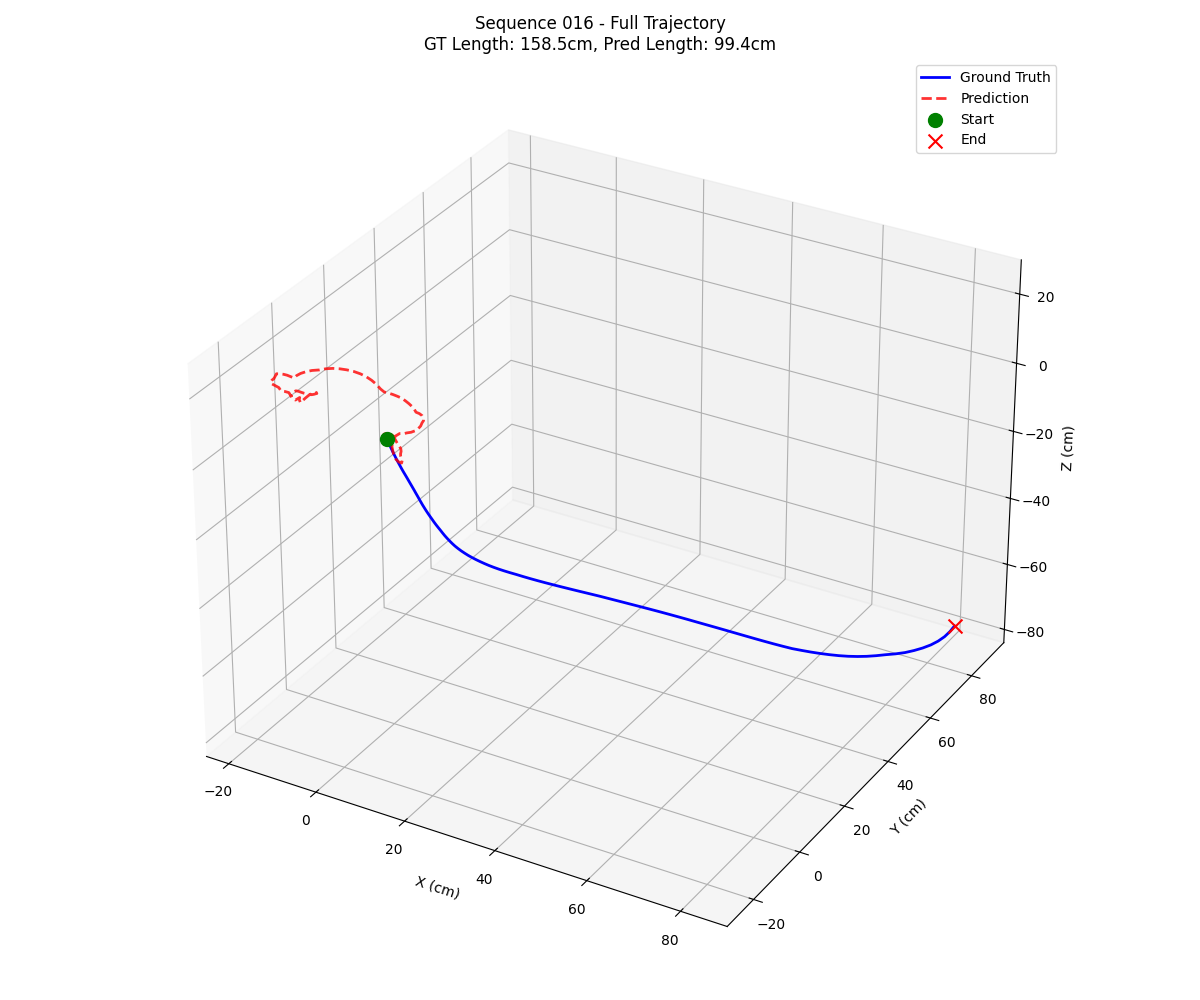 Sequence 016 - Full Trajectory
GT Length: 158.5cm, Pred Length: 99.4cm
Ground Truth
Prediction
Start
End
20
0
−20
−40
−60
−80
Z (cm)
80
60
40
20
0
−20
Y (cm)
−20
0
20
40
60
80
X (cm)